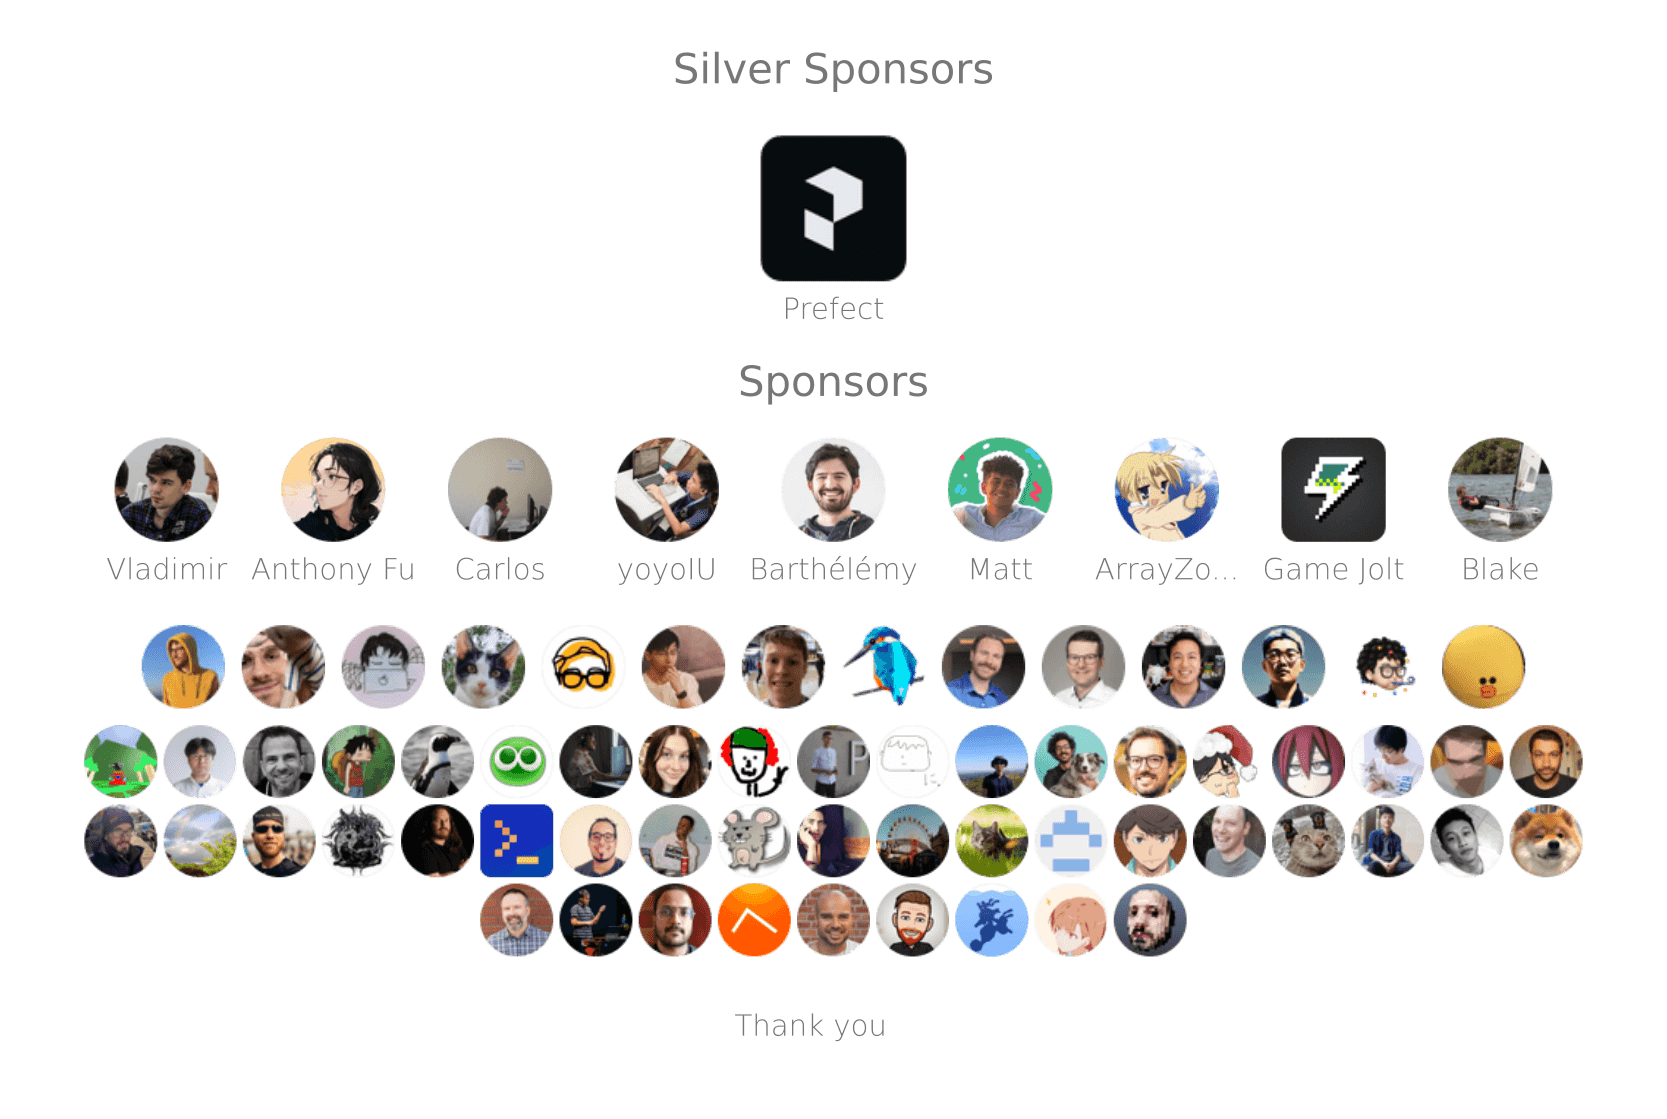 Silver Sponsors
Prefect
Sponsors
Vladimir Anthony Fu Carlos yoyolU Barthélémy Matt ArrayZo... Game Jolt Blake
Thank you